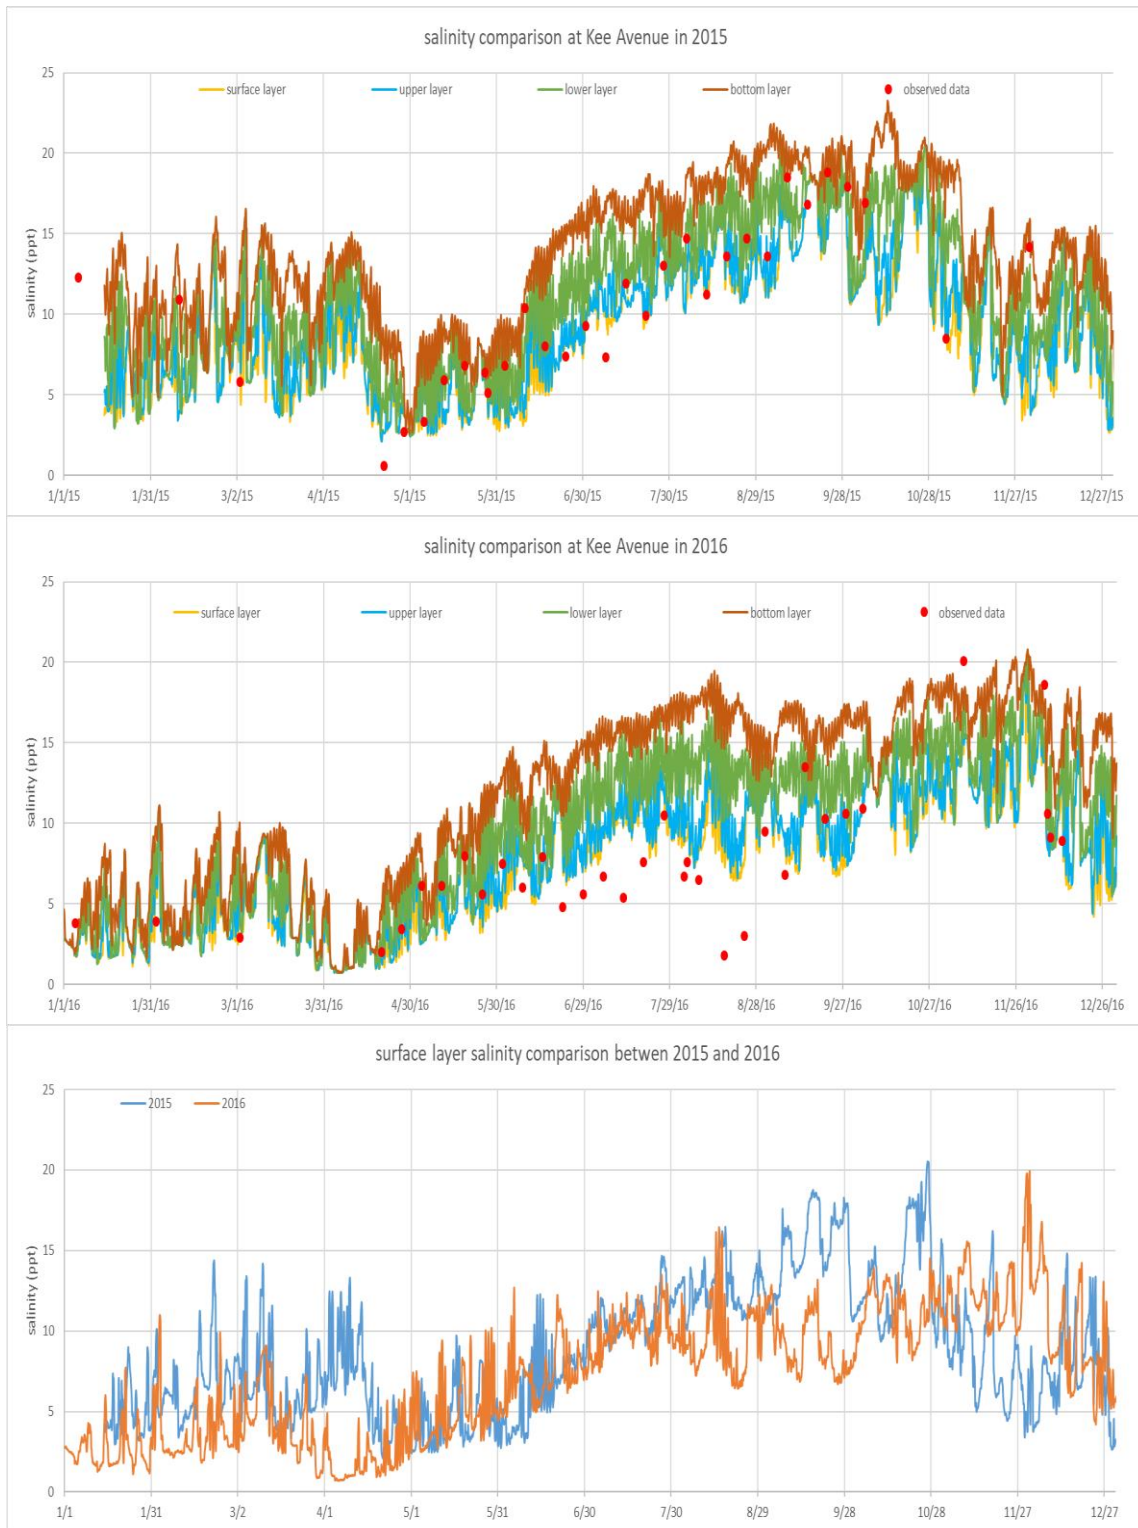 salinity comparison at Kee Avenue in 2015
25
surface layer upper layer lower layer bottom layer observed data
20
15
salinity (ppt)
10
5
0
1/1/15 1/31/15 3/2/15 4/1/15 5/1/15 5/31/15 6/30/15 7/30/15 8/29/15 9/28/15 10/28/15 11/27/15 12/27/15
salinity comparison at Kee Avenue in 2016
25
surface layer upper layer lower layer bottom layer observed data
20
15
salinity (ppt)
10
5
0
1/1/16 1/31/16 3/1/16 3/31/16 4/30/16 5/30/16 6/29/16 7/29/16 8/28/16 9/27/16 10/27/16 11/26/16 12/26/16
surface layer salinity comparison betwen 2015 and 2016
25
2015 2016
20
15
salinity (ppt)
10
5
0
1/1 1/31 3/2 4/1 5/1 5/31 6/30 7/30 8/29 9/28 10/28 11/27 12/27